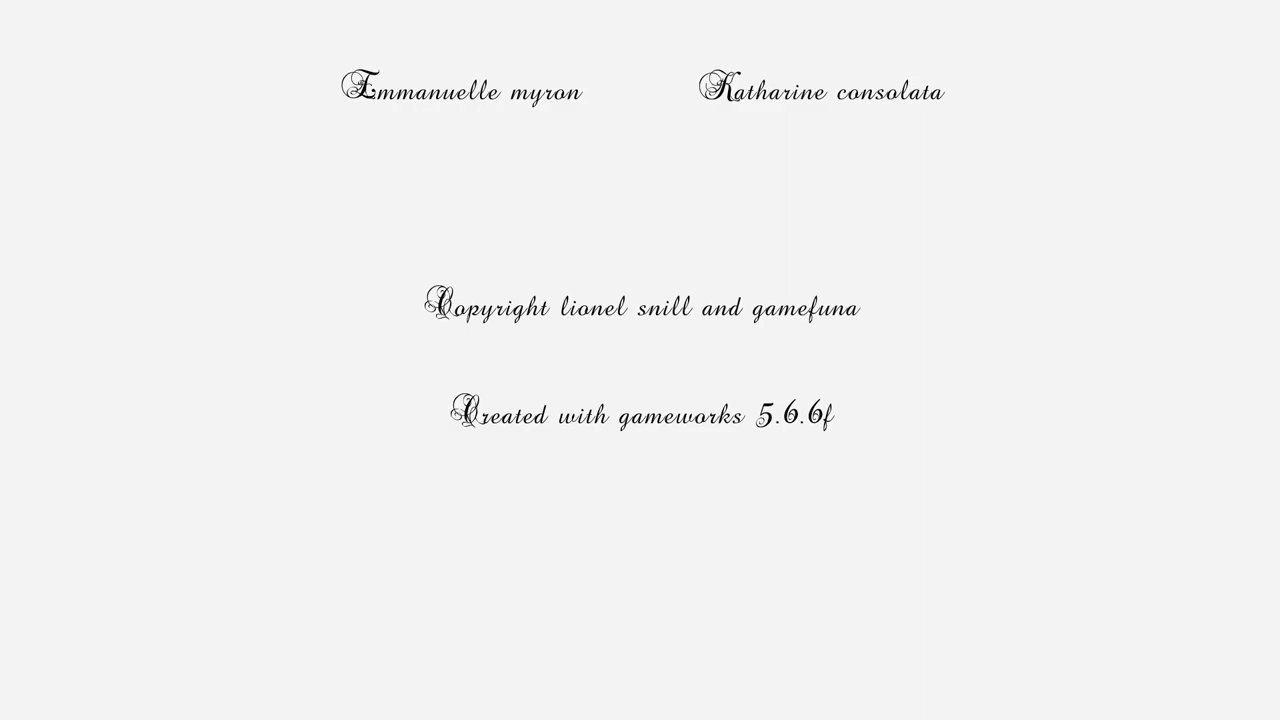 Emmanuelle myron Katharine consolata
Copyright lionel snill and gamefuna
Created with gameworks 5.6.6f